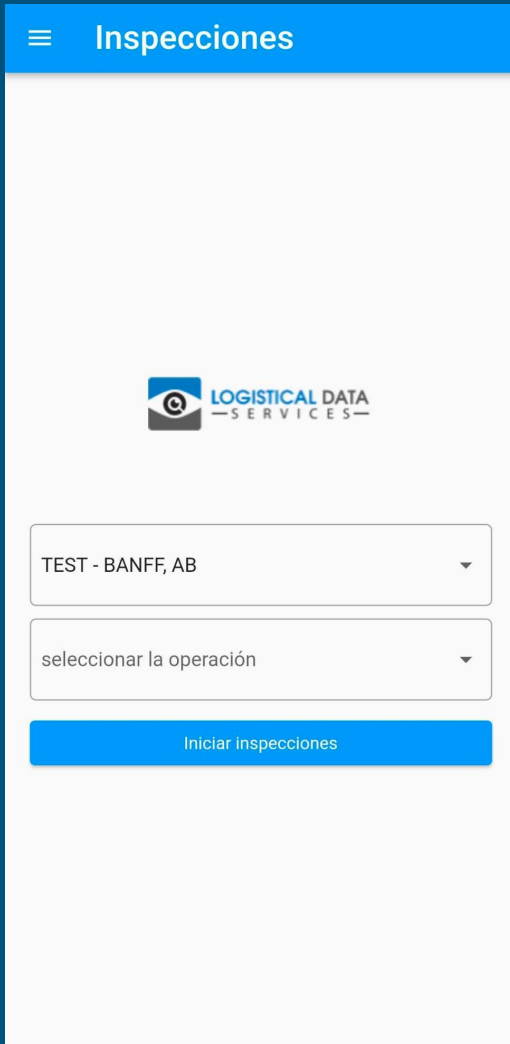 Inspecciones
LOGISTICAL DATA
SERVICES
TEST - BANFF, AB
seleccionar la operación
Iniciar inspecciones